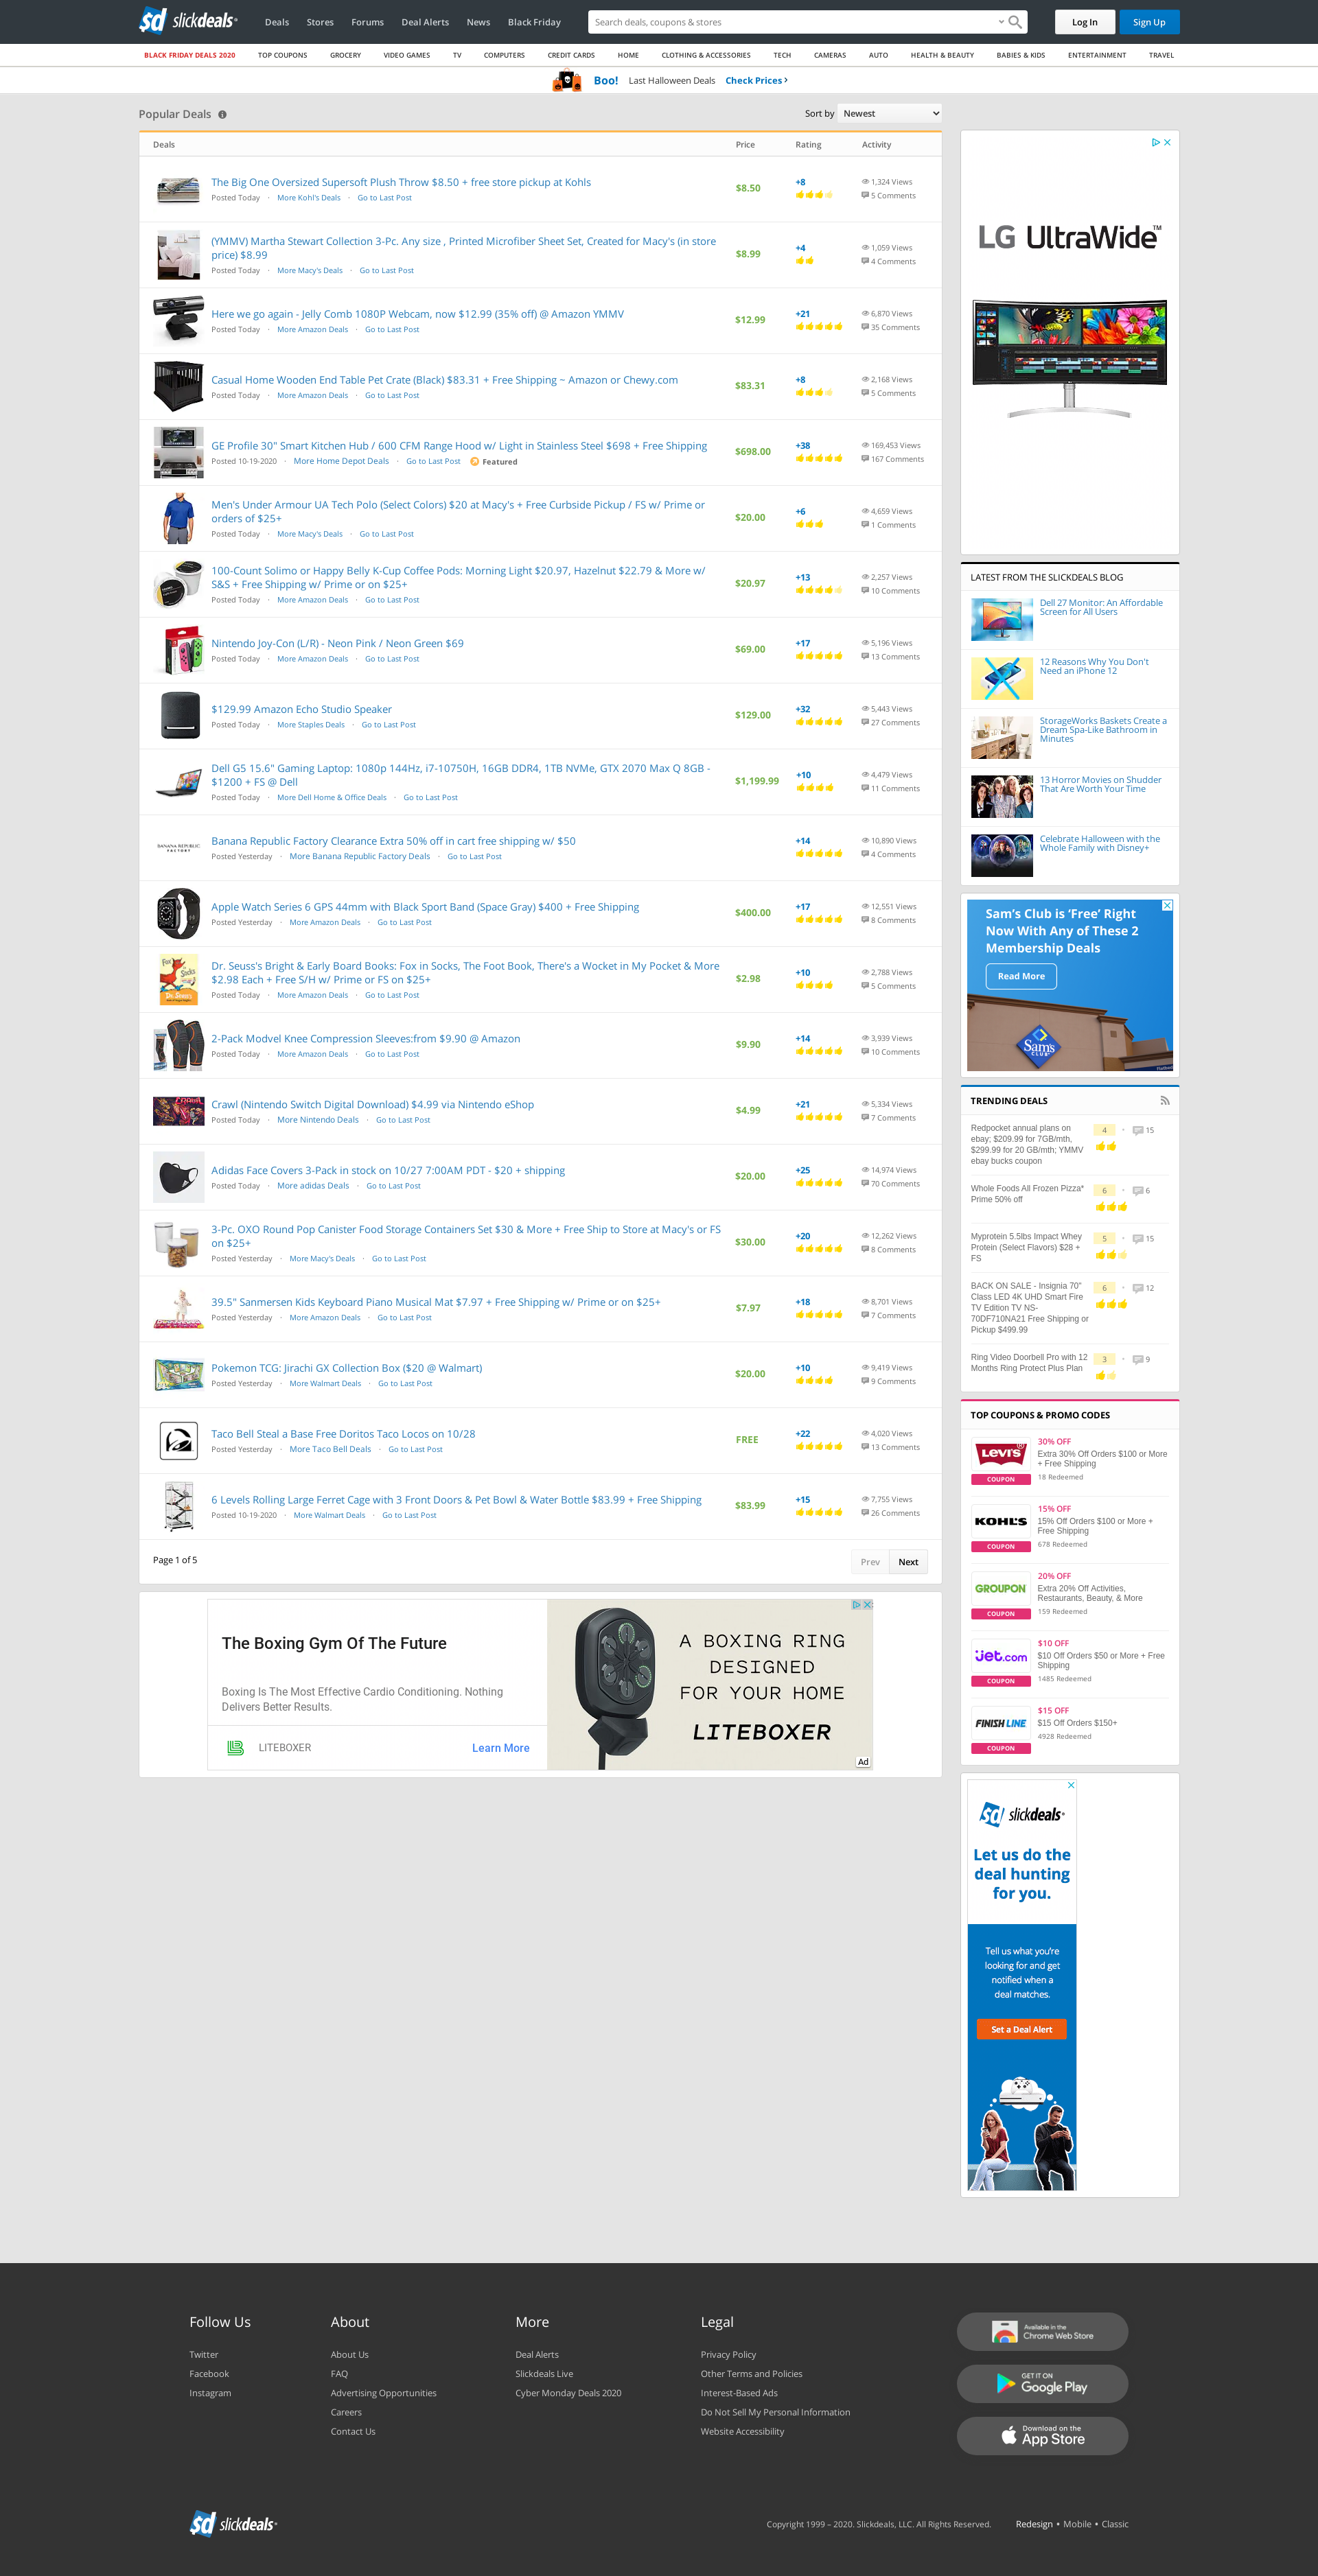 slickdeals
Deals Stores Forums Deal Alerts News Black Friday
Search deals, coupons & stores
Log In Sign Up
BLACK FRIDAY DEALS 2020 TOP COUPONS GROCERY VIDEO GAMES TV COMPUTERS CREDIT CARDS HOME CLOTHING & ACCESSORIES TECH CAMERAS AUTO HEALTH & BEAUTY BABIES & KIDS ENTERTAINMENT TRAVEL
Boo! Last Halloween Deals Check Prices ›
Popular Deals
Sort by Newest
Deals Price Rating Activity
The Big One Oversized Supersoft Plush Throw $8.50 + free store pickup at Kohls
Posted Today · More Kohl's Deals · Go to Last Post
$8.50 +8 1,324 Views
5 Comments
(YMMV) Martha Stewart Collection 3-Pc. Any size , Printed Microfiber Sheet Set, Created for Macy's (in store
price) $8.99
Posted Today · More Macy's Deals · Go to Last Post
$8.99 +4 1,059 Views
4 Comments
Here we go again - Jelly Comb 1080P Webcam, now $12.99 (35% off) @ Amazon YMMV
Posted Today · More Amazon Deals · Go to Last Post
$12.99 +21 6,870 Views
35 Comments
Casual Home Wooden End Table Pet Crate (Black) $83.31 + Free Shipping ~ Amazon or Chewy.com
Posted Today · More Amazon Deals · Go to Last Post
$83.31 +8 2,168 Views
5 Comments
GE Profile 30" Smart Kitchen Hub / 600 CFM Range Hood w/ Light in Stainless Steel $698 + Free Shipping
Posted 10-19-2020 · More Home Depot Deals · Go to Last Post Featured
$698.00 +38 169,453 Views
167 Comments
Men's Under Armour UA Tech Polo (Select Colors) $20 at Macy's + Free Curbside Pickup / FS w/ Prime or
orders of $25+
Posted Today · More Macy's Deals · Go to Last Post
$20.00 +6 4,659 Views
1 Comments
100-Count Solimo or Happy Belly K-Cup Coffee Pods: Morning Light $20.97, Hazelnut $22.79 & More w/
S&S + Free Shipping w/ Prime or on $25+
Posted Today · More Amazon Deals · Go to Last Post
$20.97 +13 2,257 Views
10 Comments
Nintendo Joy-Con (L/R) - Neon Pink / Neon Green $69
Posted Today · More Amazon Deals · Go to Last Post
$69.00 +17 5,196 Views
13 Comments
$129.99 Amazon Echo Studio Speaker
Posted Today · More Staples Deals · Go to Last Post
$129.00 +32 5,443 Views
27 Comments
Dell G5 15.6" Gaming Laptop: 1080p 144Hz, i7-10750H, 16GB DDR4, 1TB NVMe, GTX 2070 Max Q 8GB -
$1200 + FS @ Dell
Posted Today · More Dell Home & Office Deals · Go to Last Post
$1,199.99 +10 4,479 Views
11 Comments
BANANA REPUBLIC
FACTORY
Banana Republic Factory Clearance Extra 50% off in cart free shipping w/ $50
Posted Yesterday · More Banana Republic Factory Deals · Go to Last Post
+14 10,890 Views
4 Comments
Apple Watch Series 6 GPS 44mm with Black Sport Band (Space Gray) $400 + Free Shipping
Posted Yesterday · More Amazon Deals · Go to Last Post
$400.00 +17 12,551 Views
8 Comments
Dr. Seuss's Bright & Early Board Books: Fox in Socks, The Foot Book, There's a Wocket in My Pocket & More
$2.98 Each + Free S/H w/ Prime or FS on $25+
Posted Today · More Amazon Deals · Go to Last Post
$2.98 +10 2,788 Views
5 Comments
2-Pack Modvel Knee Compression Sleeves:from $9.90 @ Amazon
Posted Today · More Amazon Deals · Go to Last Post
$9.90 +14 3,939 Views
10 Comments
Crawl (Nintendo Switch Digital Download) $4.99 via Nintendo eShop
Posted Today · More Nintendo Deals · Go to Last Post
$4.99 +21 5,334 Views
7 Comments
Adidas Face Covers 3-Pack in stock on 10/27 7:00AM PDT - $20 + shipping
Posted Today · More adidas Deals · Go to Last Post
$20.00 +25 14,974 Views
70 Comments
3-Pc. OXO Round Pop Canister Food Storage Containers Set $30 & More + Free Ship to Store at Macy's or FS
on $25+
Posted Yesterday · More Macy's Deals · Go to Last Post
$30.00 +20 12,262 Views
8 Comments
39.5" Sanmersen Kids Keyboard Piano Musical Mat $7.97 + Free Shipping w/ Prime or on $25+
Posted Yesterday · More Amazon Deals · Go to Last Post
$7.97 +18 8,701 Views
7 Comments
Pokemon TCG: Jirachi GX Collection Box ($20 @ Walmart)
Posted Yesterday · More Walmart Deals · Go to Last Post
$20.00 +10 9,419 Views
9 Comments
Taco Bell Steal a Base Free Doritos Taco Locos on 10/28
Posted Yesterday · More Taco Bell Deals · Go to Last Post
FREE +22 4,020 Views
13 Comments
6 Levels Rolling Large Ferret Cage with 3 Front Doors & Pet Bowl & Water Bottle $83.99 + Free Shipping
Posted 10-19-2020 · More Walmart Deals · Go to Last Post
$83.99 +15 7,755 Views
26 Comments
Page 1 of 5 Prev Next
The Boxing Gym Of The Future
Boxing Is The Most Effective Cardio Conditioning. Nothing
Delivers Better Results.
LITEBOXER Learn More
A BOXING RING
DESIGNED
FOR YOUR HOME
LITEBOXER
Ad
LG UltraWide™
LATEST FROM THE SLICKDEALS BLOG
Dell 27 Monitor: An Affordable
Screen for All Users
12 Reasons Why You Don't
Need an iPhone 12
StorageWorks Baskets Create a
Dream Spa-Like Bathroom in
Minutes
13 Horror Movies on Shudder
That Are Worth Your Time
Celebrate Halloween with the
Whole Family with Disney+
Sam's Club is 'Free' Right
Now With Any of These 2
Membership Deals
Read More
Sam's
CLUB
TRENDING DEALS
Redpocket annual plans on
ebay; $209.99 for 7GB/mth,
$299.99 for 20 GB/mth; YMMV
ebay bucks coupon
4 · 15
Whole Foods All Frozen Pizza*
Prime 50% off
6 · 6
Myprotein 5.5lbs Impact Whey
Protein (Select Flavors) $28 +
FS
5 · 15
BACK ON SALE - Insignia 70"
Class LED 4K UHD Smart Fire
TV Edition TV NS-
70DF710NA21 Free Shipping or
Pickup $499.99
6 · 12
Ring Video Doorbell Pro with 12
Months Ring Protect Plus Plan
3 · 9
TOP COUPONS & PROMO CODES
LEVI'S
COUPON
30% OFF
Extra 30% Off Orders $100 or More
+ Free Shipping
18 Redeemed
KOHL'S
COUPON
15% OFF
15% Off Orders $100 or More +
Free Shipping
678 Redeemed
GROUPON
COUPON
20% OFF
Extra 20% Off Activities,
Restaurants, Beauty, & More
159 Redeemed
jet.com
COUPON
$10 OFF
$10 Off Orders $50 or More + Free
Shipping
1485 Redeemed
FINISH LINE
COUPON
$15 OFF
$15 Off Orders $150+
4928 Redeemed
slickdeals
Let us do the
deal hunting
for you.
Tell us what you're
looking for and get
notified when a
deal matches.
Set a Deal Alert
Follow Us
Twitter
Facebook
Instagram
About
About Us
FAQ
Advertising Opportunities
Careers
Contact Us
More
Deal Alerts
Slickdeals Live
Cyber Monday Deals 2020
Legal
Privacy Policy
Other Terms and Policies
Interest-Based Ads
Do Not Sell My Personal Information
Website Accessibility
Available in the
Chrome Web Store
GET IT ON
Google Play
Download on the
App Store
slickdeals
Copyright 1999 – 2020. Slickdeals, LLC. All Rights Reserved. Redesign • Mobile • Classic